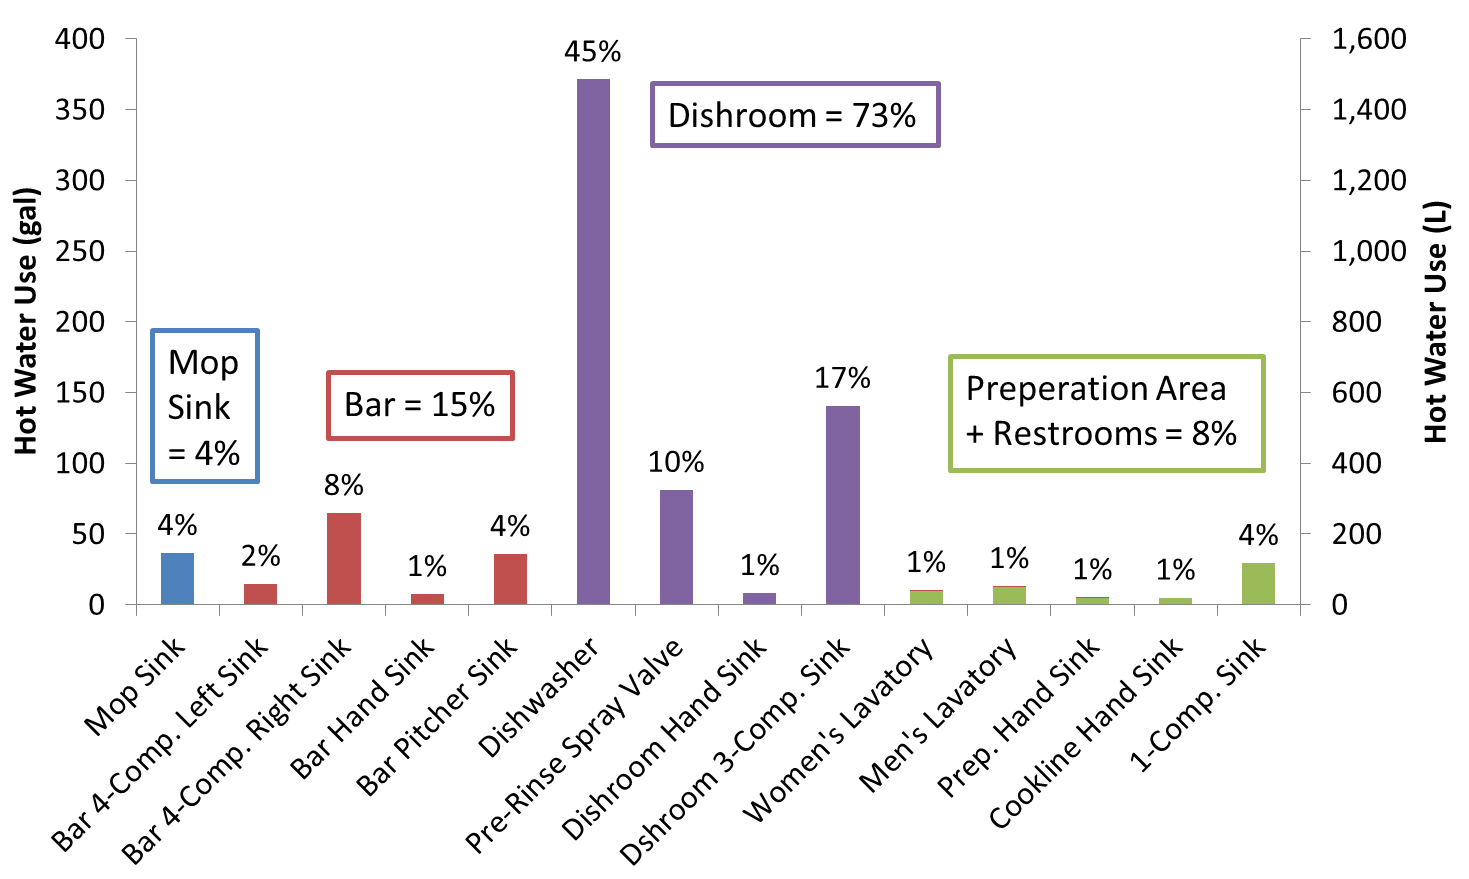 Hot Water Use (gal)
400
350
300
250
200
150
100
50
0
Hot Water Use (L)
1,600
1,400
1,200
1,000
800
600
400
200
0
Mop
Sink
= 4%
Bar = 15%
Dishroom = 73%
Preperation Area
+ Restrooms = 8%
4%
2%
8%
1%
4%
45%
10%
1%
17%
1%
1%
1%
1%
4%
Mop Sink
Bar 4-Comp. Left Sink
Bar 4-Comp. Right Sink
Bar Hand Sink
Bar Pitcher Sink
Dishwasher
Pre-Rinse Spray Valve
Dishroom Hand Sink
Dshroom 3-Comp. Sink
Women's Lavatory
Men's Lavatory
Prep. Hand Sink
Cookline Hand Sink
1-Comp. Sink